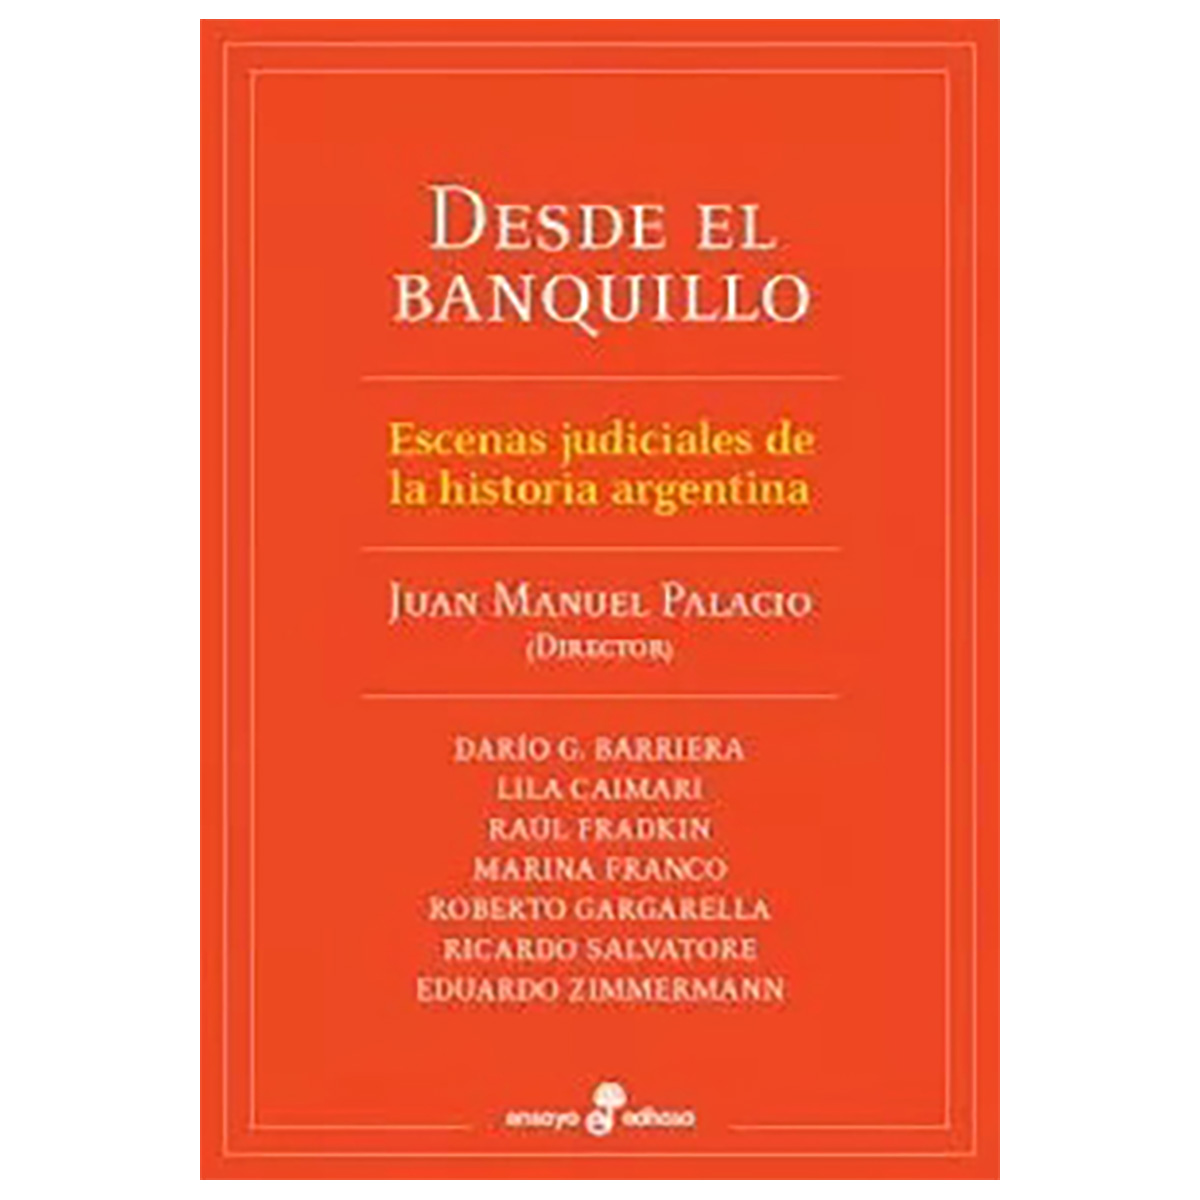 DESDE EL
BANQUILLO
Escenas judiciales de
la historia argentina
JUAN MANUEL PALACIO
(DIRECTOR)
DARÍO G. BARRIERA
LILA CAIMARI
RAÚL FRADKIN
MARINA FRANCO
ROBERTO GARGARELLA
RICARDO SALVATORE
EDUARDO ZIMMERMANN
ensayo edhasa